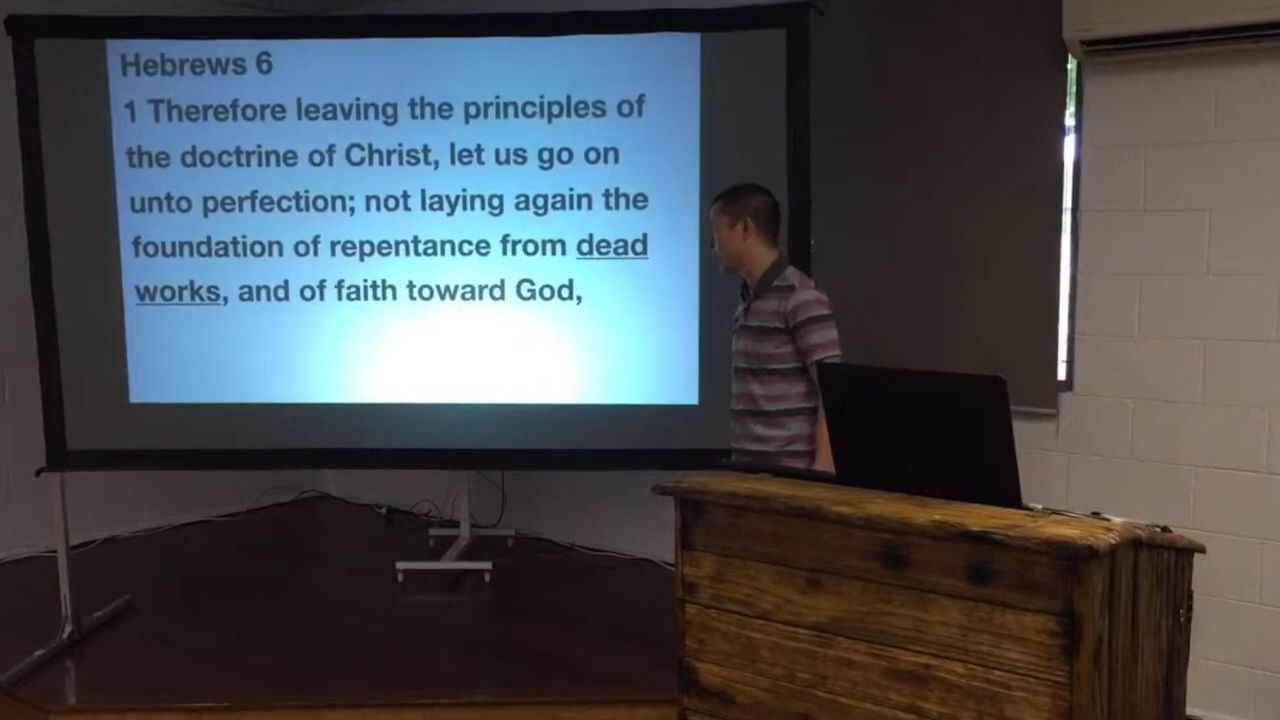 Hebrews 6
1 Therefore leaving the principles of
the doctrine of Christ, let us go on
unto perfection; not laying again the
foundation of repentance from dead
works, and of faith toward God,